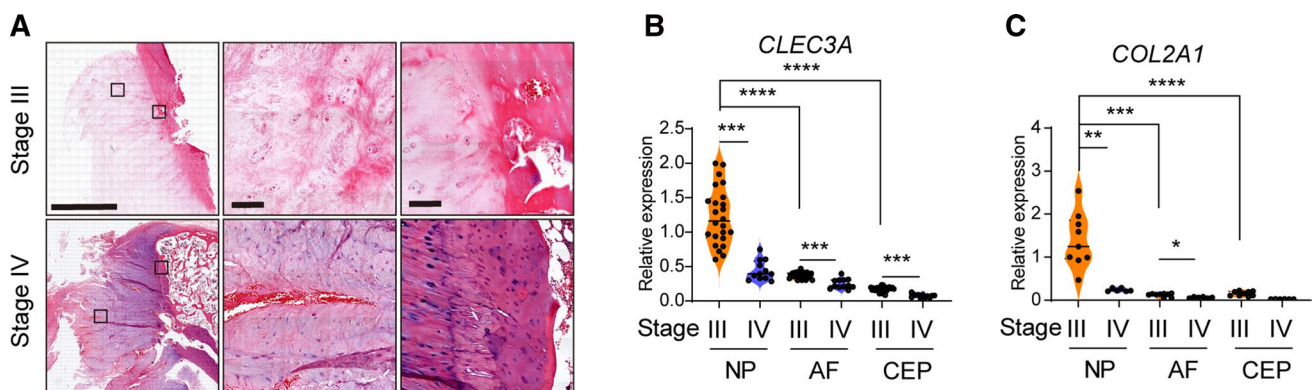 A
Stage III
Stage IV
B
CLEC3A
****
****
***
***
***
Relative expression
2.5
2.0
1.5
1.0
0.5
0.0
Stage III IV III IV III IV
NP AF CEP
C
COL2A1
****
***
**
*
Relative expression
4
3
2
1
0
Stage III IV III IV III IV
NP AF CEP